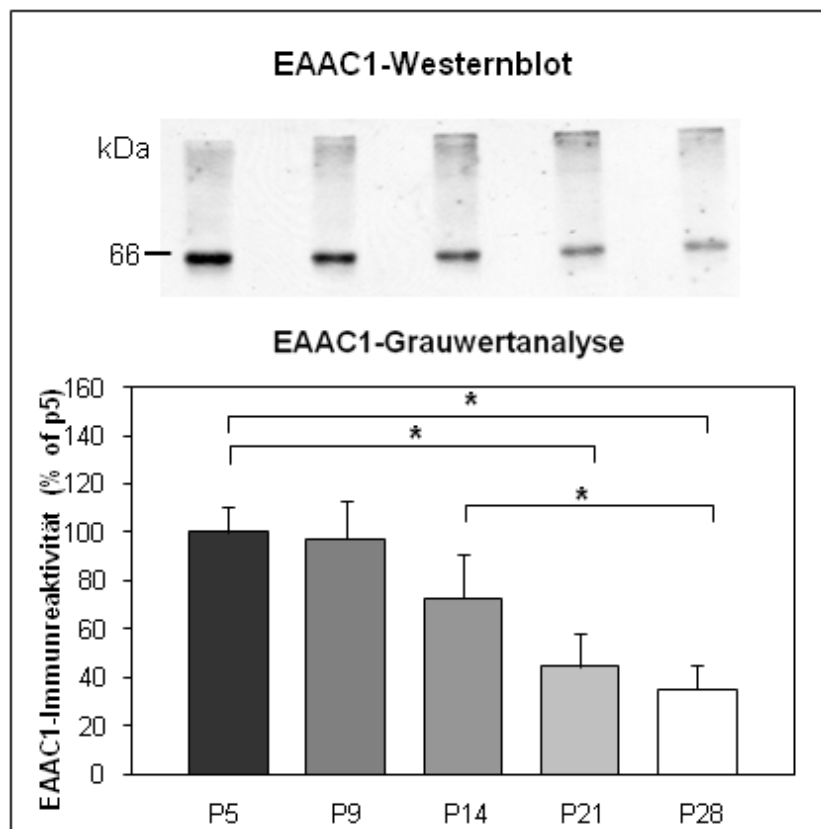 EAAC1-Westernblot
kDa
66
EAAC1-Grauwertanalyse
EAAC1-Immunreaktivität (% of p5)
160
140
120
100
80
60
40
20
0
*
*
*
P5 P9 P14 P21 P28